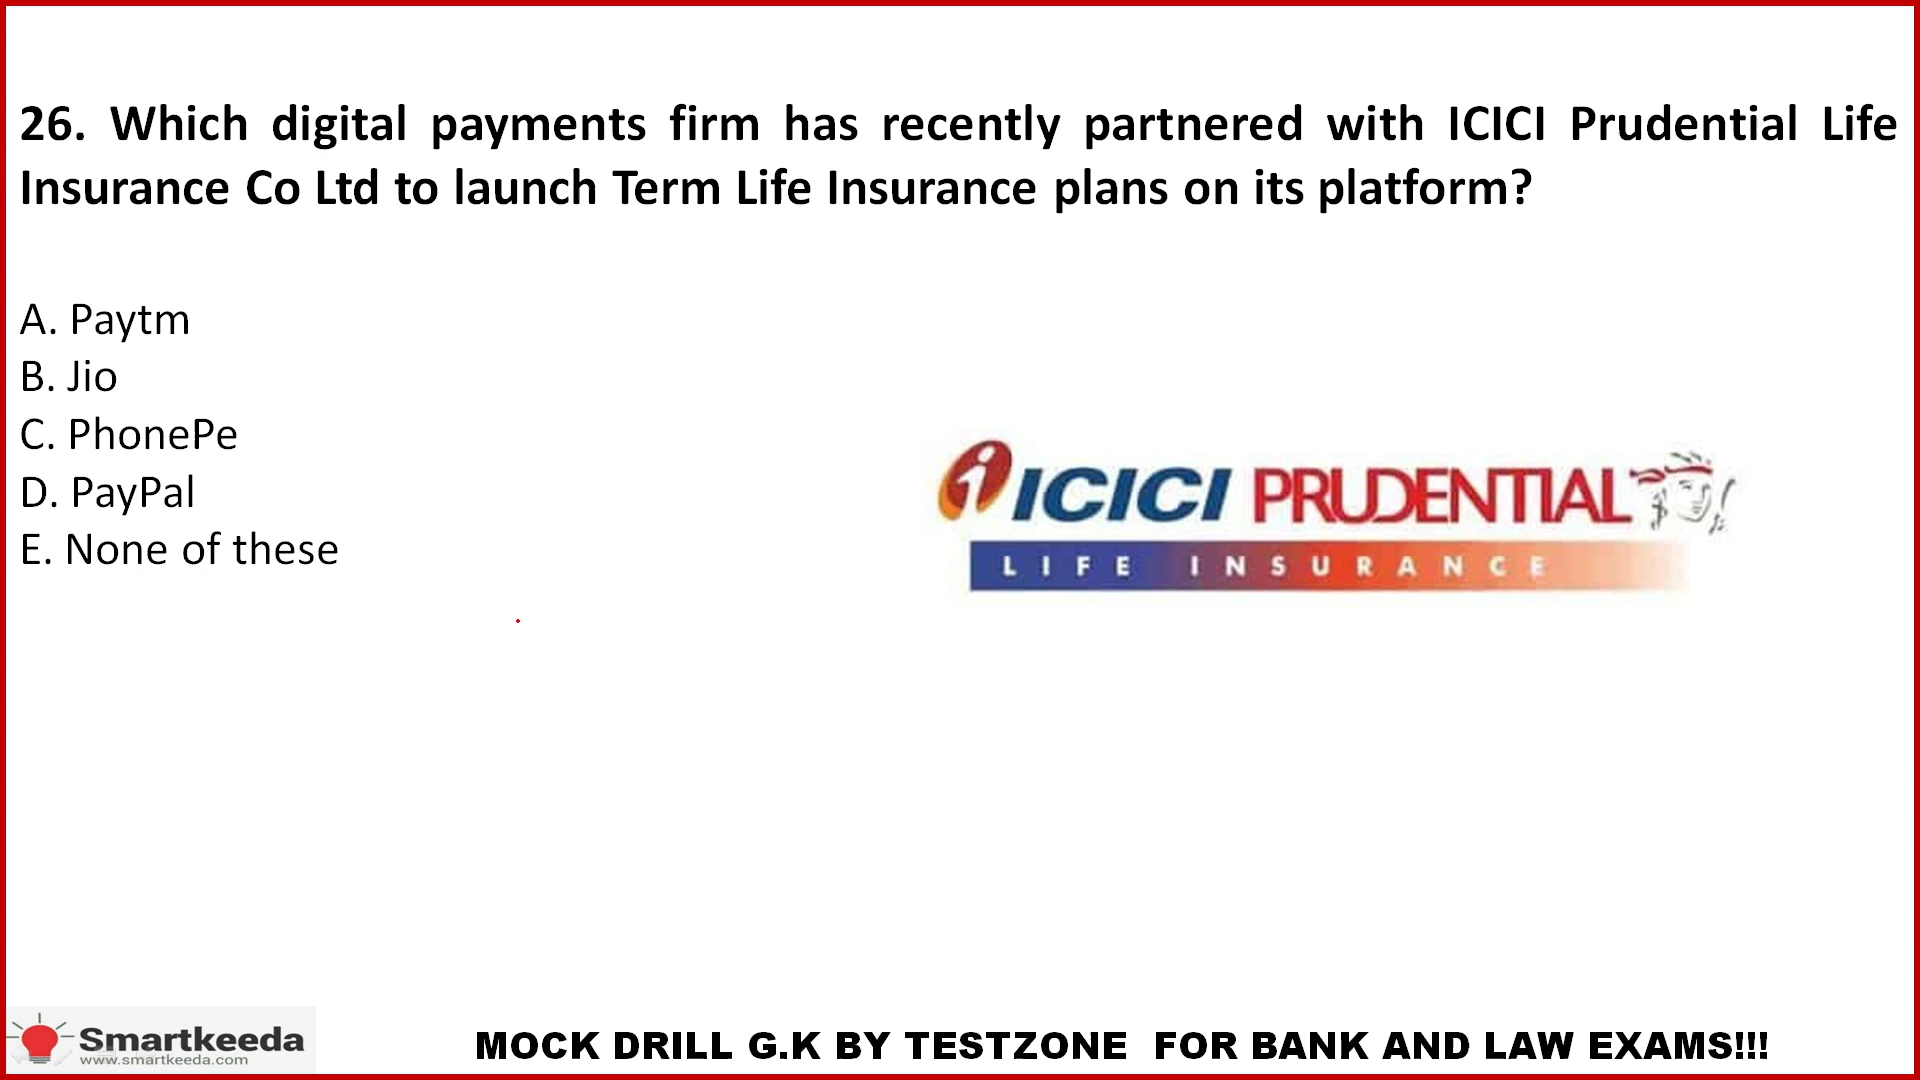 26. Which digital payments firm has recently partnered with ICICI Prudential Life
Insurance Co Ltd to launch Term Life Insurance plans on its platform?
A. Paytm
B. Jio
C. PhonePe
D. PayPal
E. None of these
i ICICI PRUDENTIAL
LIFE INSURANCE
Smartkeeda
www.smartkeeda.com
MOCK DRILL G.K BY TESTZONE FOR BANK AND LAW EXAMS!!!